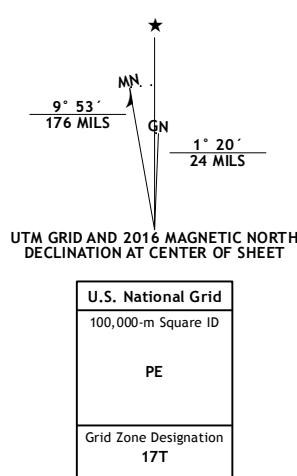 ★
MN
9° 53´
176 MILS
GN
1° 20´
24 MILS
UTM GRID AND 2016 MAGNETIC NORTH
DECLINATION AT CENTER OF SHEET
U.S. National Grid
100,000-m Square ID
PE
Grid Zone Designation
17T